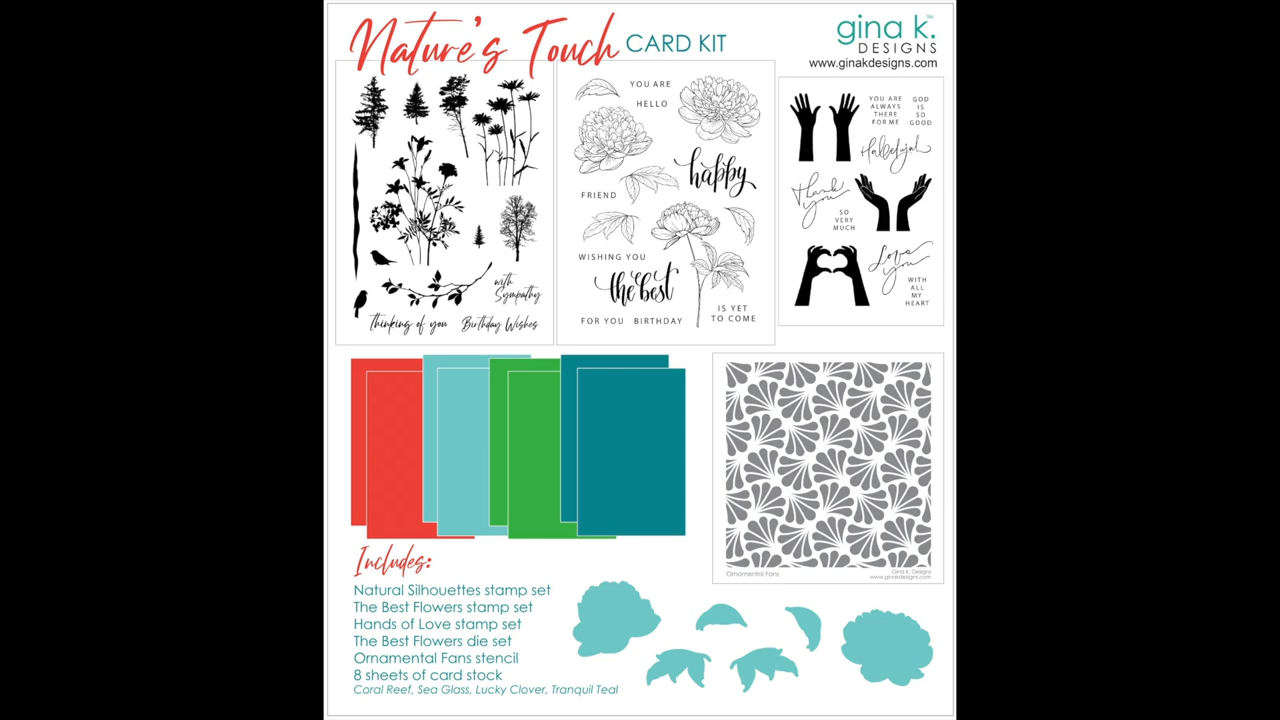 Nature's Touch CARD KIT
gina k.™
DESIGNS
www.ginakdesigns.com
with
Sympathy
Thinking of you
Birthday Wishes
YOU ARE
HELLO
happy
FRIEND
WISHING YOU
the best
IS YET
TO COME
FOR YOU BIRTHDAY
YOU ARE
ALWAYS
THERE
FOR ME
GOD
IS
SO
GOOD
Hallelujah
Thank
you
SO
VERY
MUCH
Love
you
WITH
ALL
MY
HEART
Ornamental Fans
Gina K. Designs
www.ginakdesigns.com
Includes:
Natural Silhouettes stamp set
The Best Flowers stamp set
Hands of Love stamp set
The Best Flowers die set
Ornamental Fans stencil
8 sheets of card stock
Coral Reef, Sea Glass, Lucky Clover, Tranquil Teal